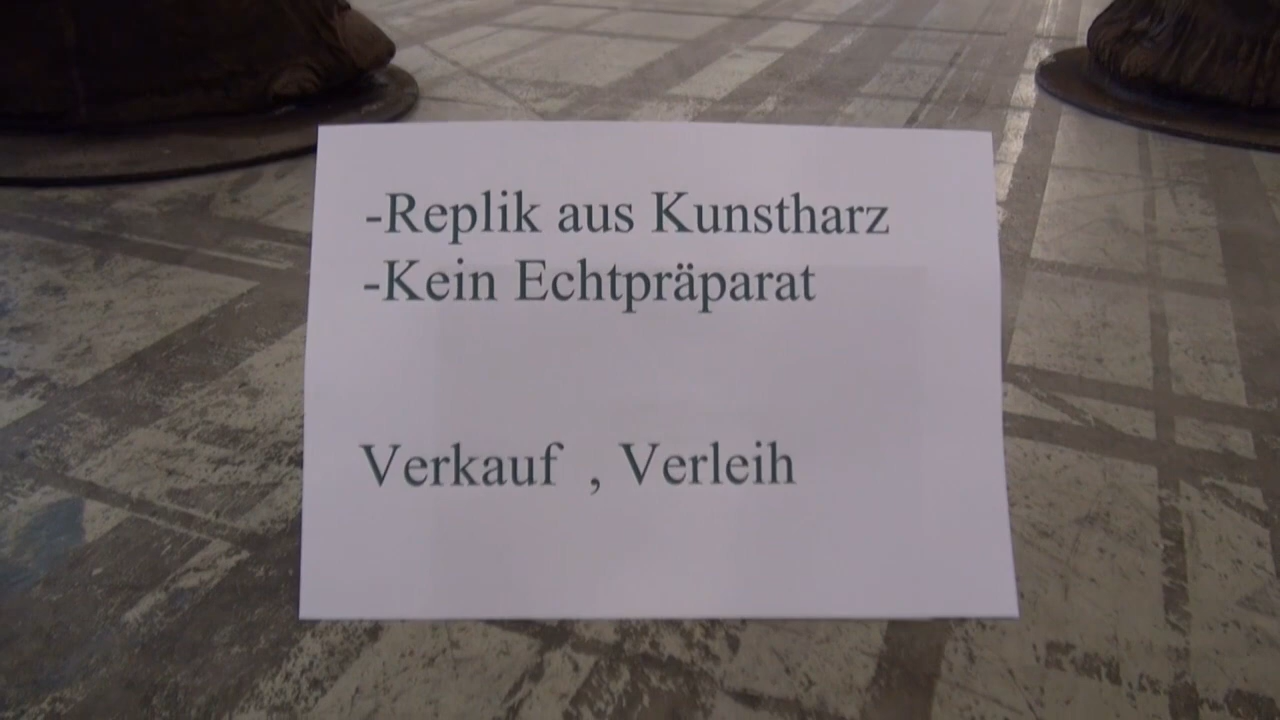 -Replik aus Kunstharz
-Kein Echtpräparat
Verkauf , Verleih